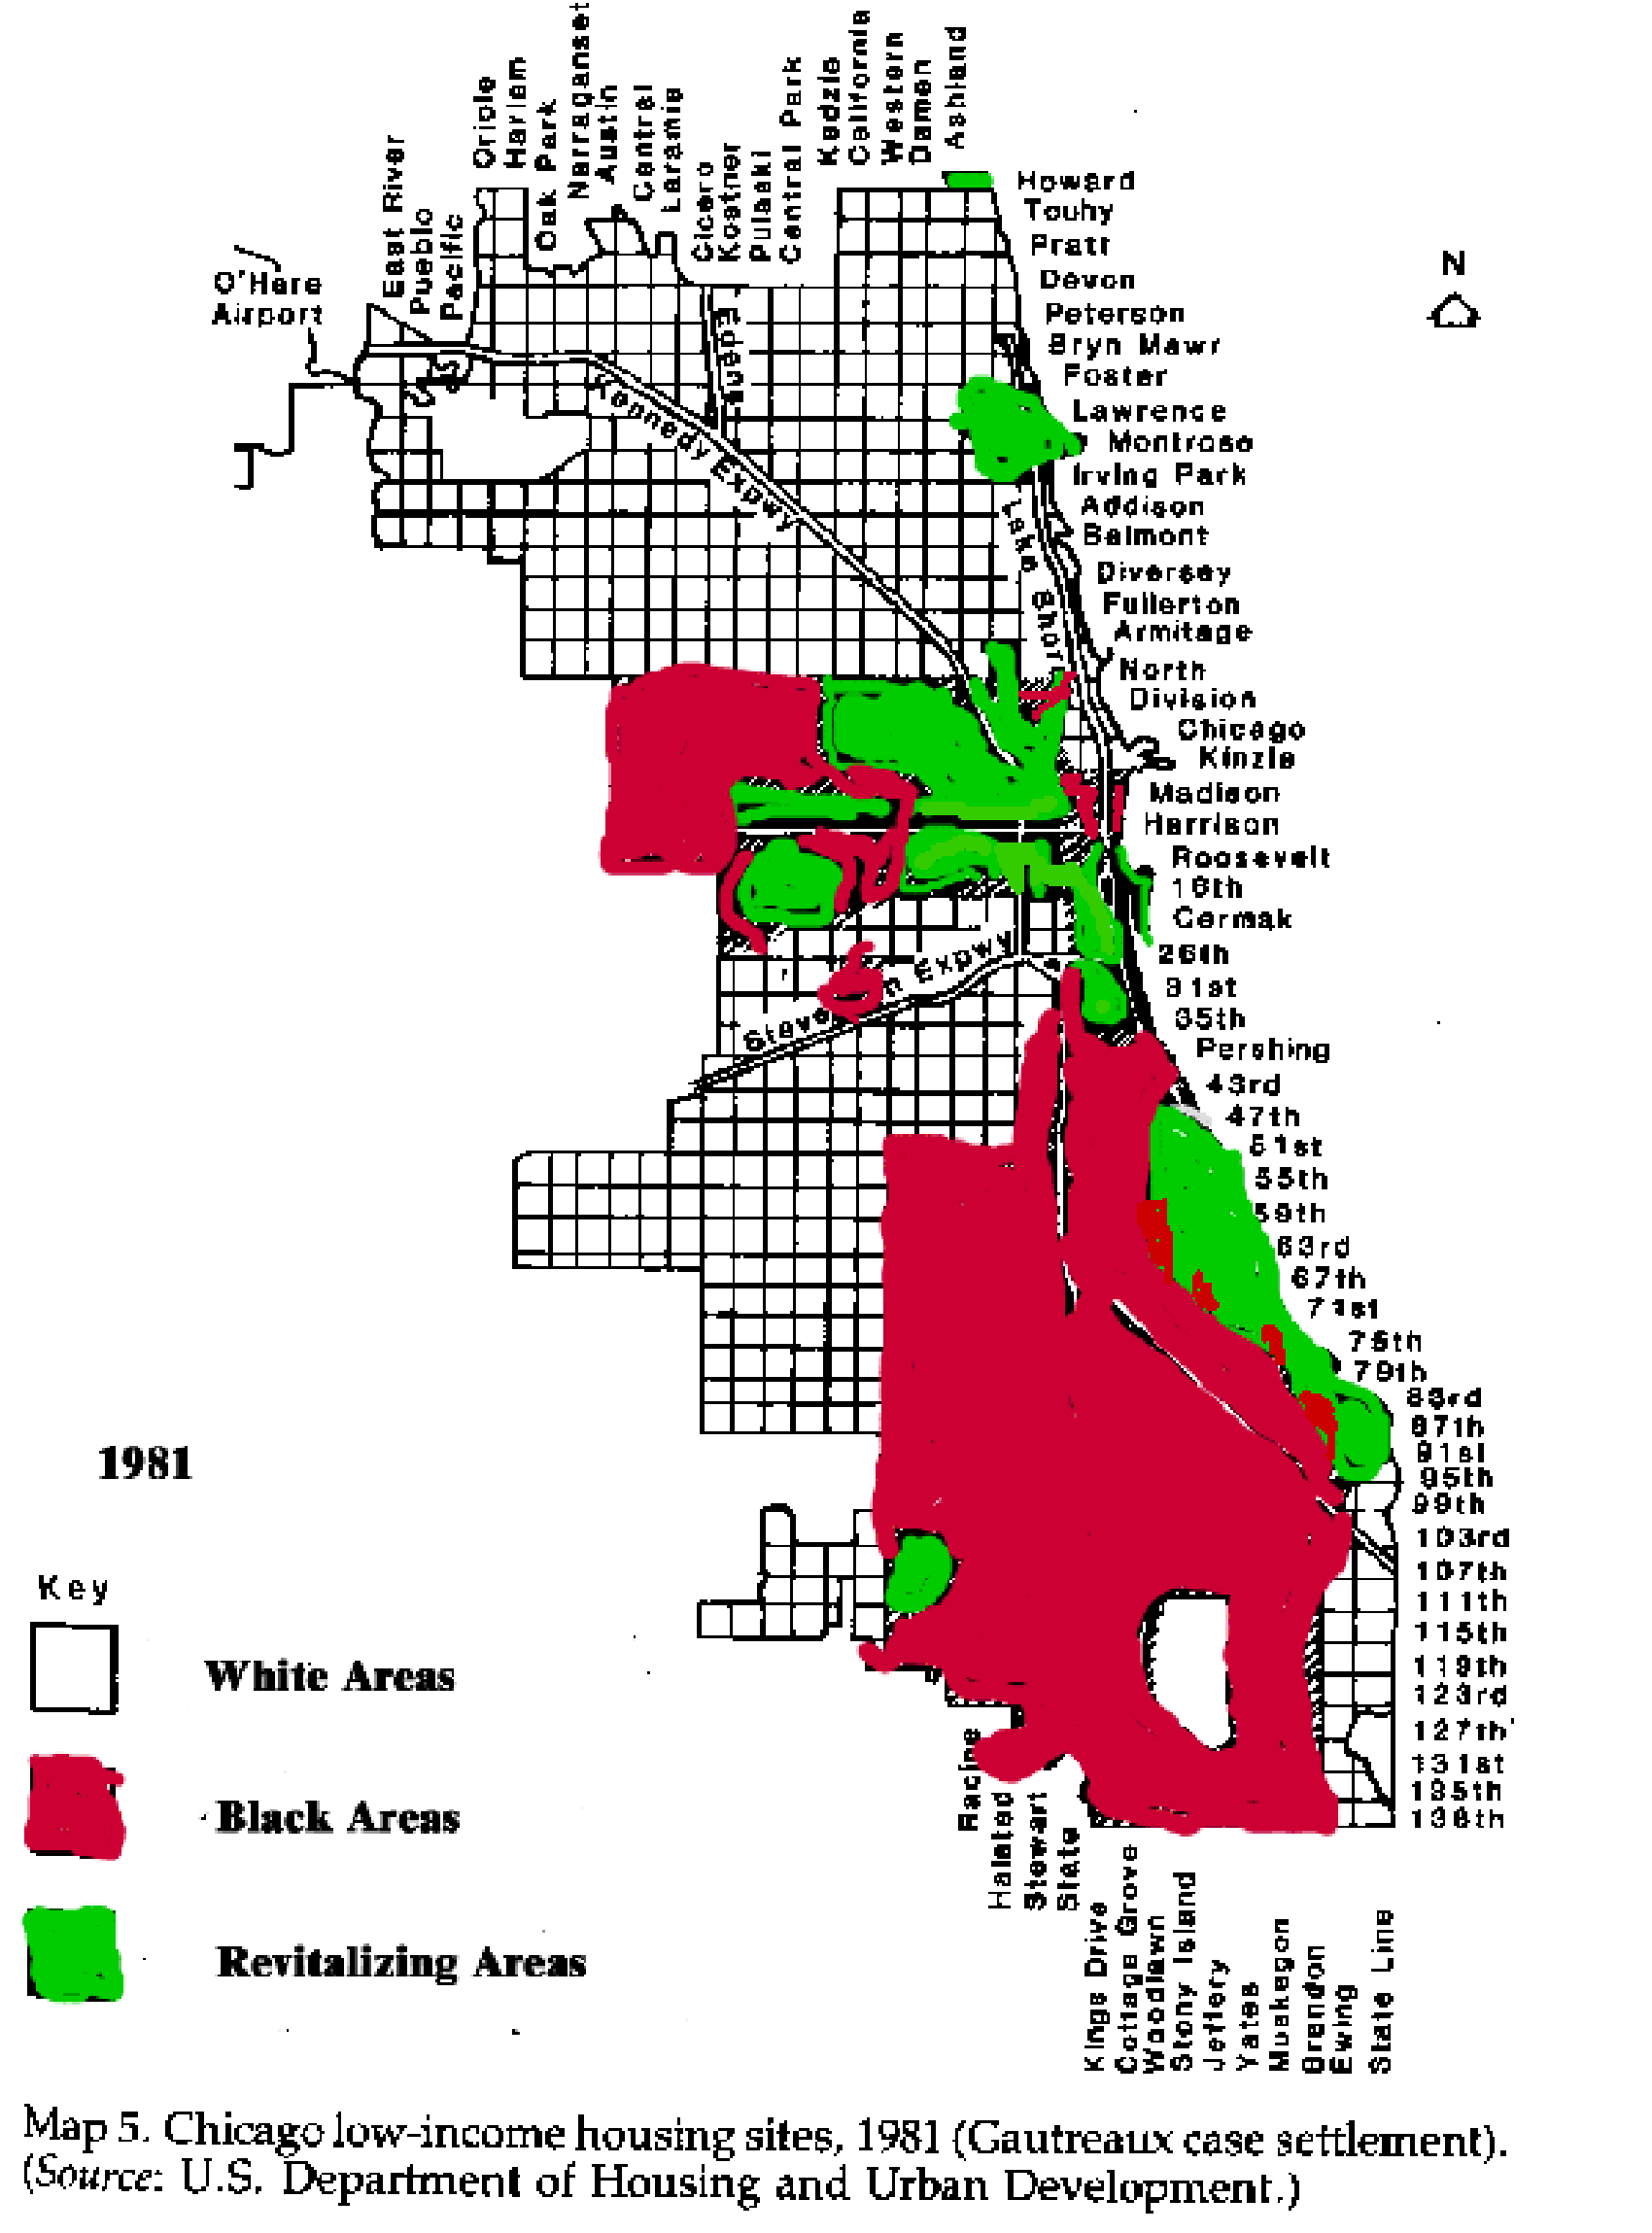 Oriole
Harlem
Oak Park
Narraganset
Austin
Central
Laramie
Cicero
Kostner
Pulaski
Central Park
Kedzie
California
Western
Damen
Ashland
East River
Pueblo
Pacific
O'Hare
Airport
N
Howard
Touhy
Pratt
Devon
Peterson
Bryn Mawr
Foster
Lawrence
Montrose
Irving Park
Addison
Belmont
Diversey
Fullerton
Armitage
North
Division
Chicago
Kinzie
Madison
Harrison
Roosevelt
16th
Cermak
26th
31st
35th
Pershing
43rd
47th
51st
55th
59th
63rd
67th
71st
75th
79th
83rd
87th
91st
95th
99th
103rd
107th
111th
115th
119th
123rd
127th
131st
135th
138th
Edens
Kennedy Expwy
Lake Shor
Steve n Expwy
1981
Key
White Areas
Black Areas
Revitalizing Areas
Racine
Halsted
Stewart
State
Kings Drive
Cottage Grove
Woodlawn
Stony Island
Jeffery
Yates
Muskegon
Brandon
Ewing
State Line
Map 5. Chicago low-income housing sites, 1981 (Gautreaux case settlement).
(Source: U.S. Department of Housing and Urban Development.)